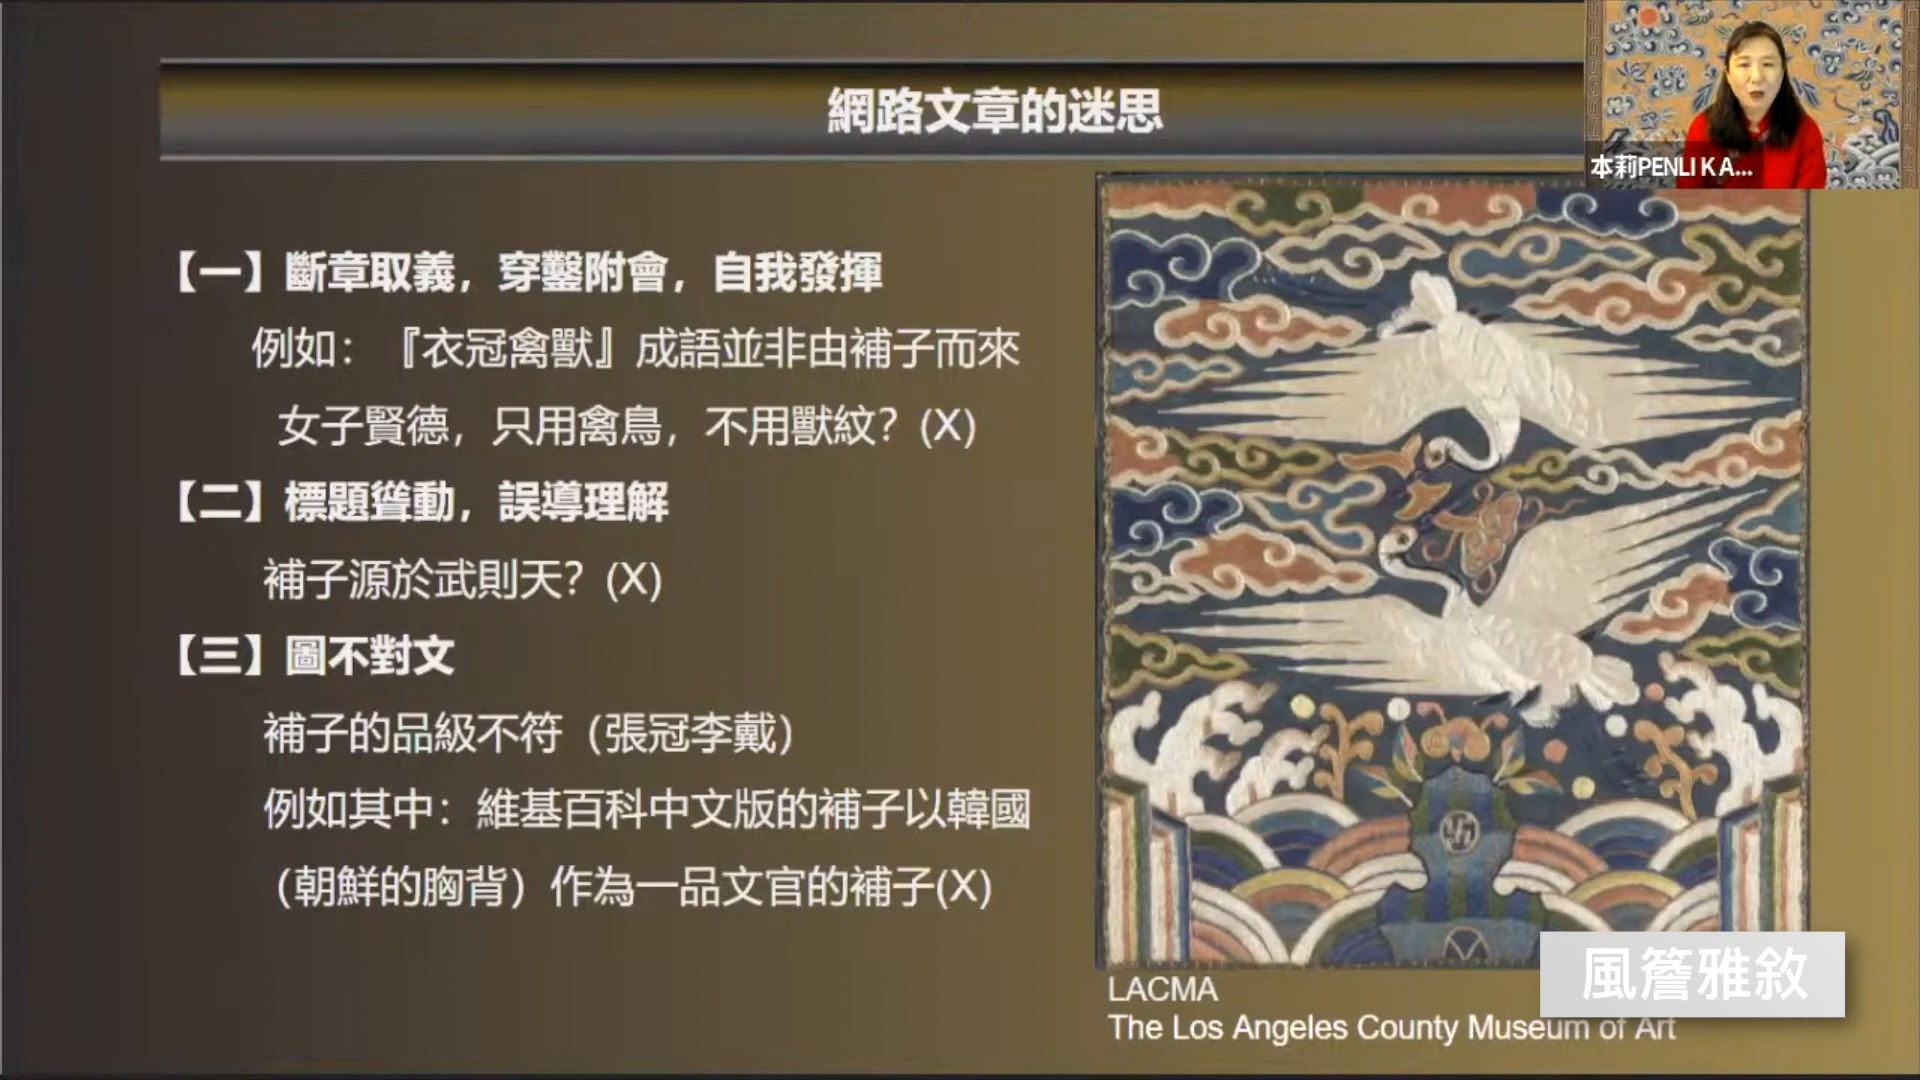 網路文章的迷思
本莉PENLI K A...
【一】斷章取義，穿鑿附會，自我發揮
例如：『衣冠禽獸』成語並非由補子而來
女子賢德，只用禽鳥，不用獸紋？(X)
【二】標題聳動，誤導理解
補子源於武則天？(X)
【三】圖不對文
補子的品級不符（張冠李戴）
例如其中：維基百科中文版的補子以韓國
（朝鮮的胸背）作為一品文官的補子(X)
LACMA
The Los Angeles County Museum of Art
風簷雅敘